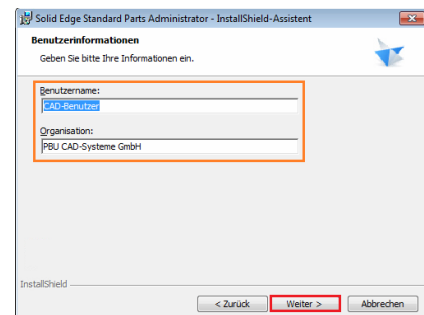 Solid Edge Standard Parts Administrator - InstallShield-Assistent
Benutzerinformationen
Geben Sie bitte Ihre Informationen ein.
Benutzername:
CAD-Benutzer
Organisation:
PBU CAD-Systeme GmbH
InstallShield
< Zurück Weiter > Abbrechen